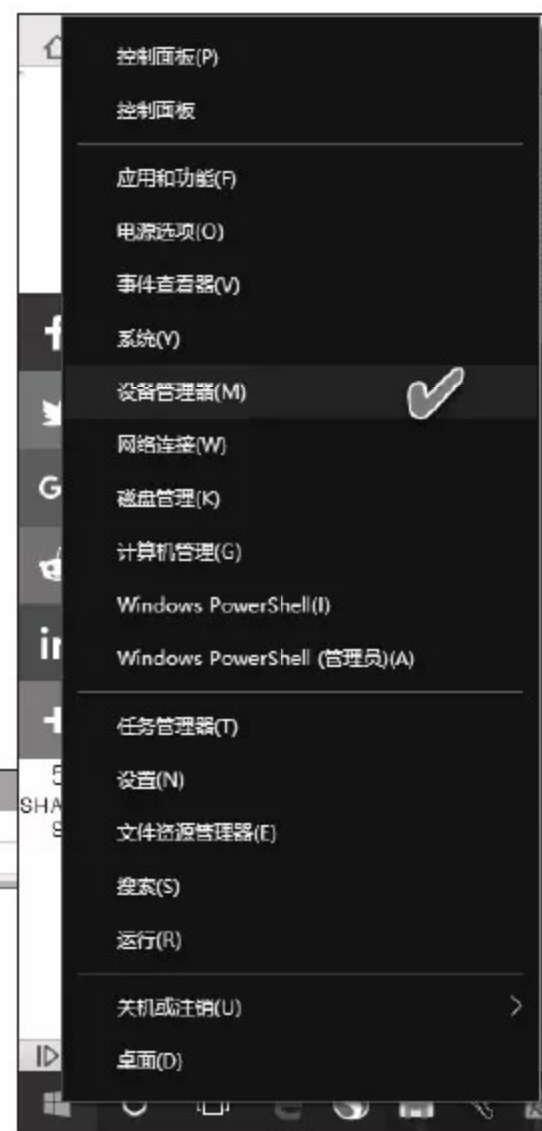 控制面板(P)
控制面板
应用和功能(F)
电源选项(O)
事件查看器(V)
系统(Y)
设备管理器(M)
网络连接(W)
磁盘管理(K)
计算机管理(G)
Windows PowerShell(I)
Windows PowerShell (管理员)(A)
任务管理器(T)
设置(N)
文件资源管理器(E)
搜索(S)
运行(R)
关机或注销(U)
桌面(D)
f
G
in
5
SHA
S